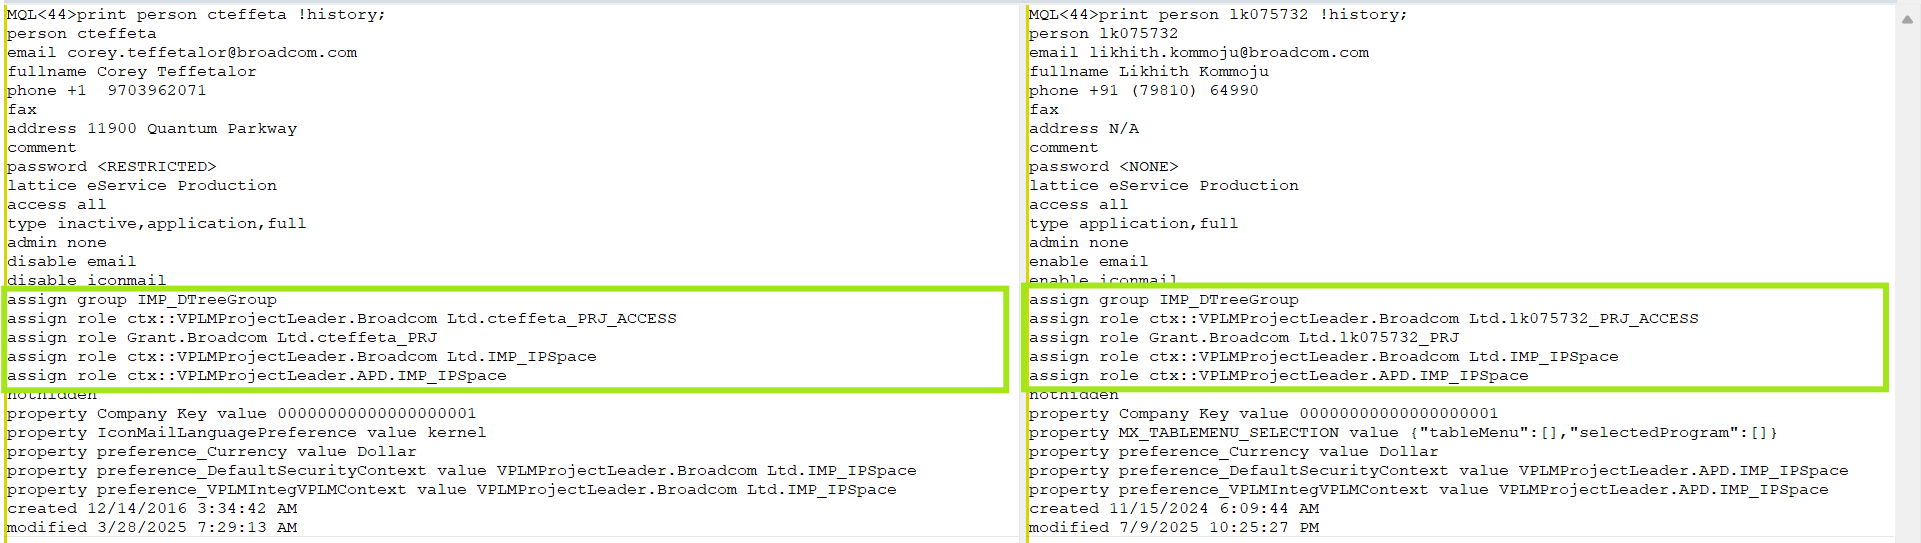 MQL<44>print person cteffeta !history;
person cteffeta
email corey.teffetalor@broadcom.com
fullname Corey Teffetalor
phone +1  9703962071
fax
address 11900 Quantum Parkway
comment
password <RESTRICTED>
lattice eService Production
access all
type inactive,application,full
admin none
disable email
disable iconmail
assign group IMP_DTreeGroup
assign role ctx::VPLMProjectLeader.Broadcom Ltd.cteffeta_PRJ_ACCESS
assign role Grant.Broadcom Ltd.cteffeta_PRJ
assign role ctx::VPLMProjectLeader.Broadcom Ltd.IMP_IPSpace
assign role ctx::VPLMProjectLeader.APD.IMP_IPSpace
nothidden
property Company Key value 00000000000000000001
property IconMailLanguagePreference value kernel
property preference_Currency value Dollar
property preference_DefaultSecurityContext value VPLMProjectLeader.Broadcom Ltd.IMP_IPSpace
property preference_VPLMIntegVPLMContext value VPLMProjectLeader.Broadcom Ltd.IMP_IPSpace
created 12/14/2016 3:34:42 AM
modified 3/28/2025 7:29:13 AM
MQL<44>print person lk075732 !history;
person lk075732
email likhith.kommoju@broadcom.com
fullname Likhith Kommoju
phone +91 (79810) 64990
fax
address N/A
comment
password <NONE>
lattice eService Production
access all
type application,full
admin none
enable email
enable iconmail
assign group IMP_DTreeGroup
assign role ctx::VPLMProjectLeader.Broadcom Ltd.lk075732_PRJ_ACCESS
assign role Grant.Broadcom Ltd.lk075732_PRJ
assign role ctx::VPLMProjectLeader.Broadcom Ltd.IMP_IPSpace
assign role ctx::VPLMProjectLeader.APD.IMP_IPSpace
nothidden
property Company Key value 00000000000000000001
property MX_TABLEMENU_SELECTION value {"tableMenu":[],"selectedProgram":[]}
property preference_Currency value Dollar
property preference_DefaultSecurityContext value VPLMProjectLeader.APD.IMP_IPSpace
property preference_VPLMIntegVPLMContext value VPLMProjectLeader.APD.IMP_IPSpace
created 11/15/2024 6:09:44 AM
modified 7/9/2025 10:25:27 PM